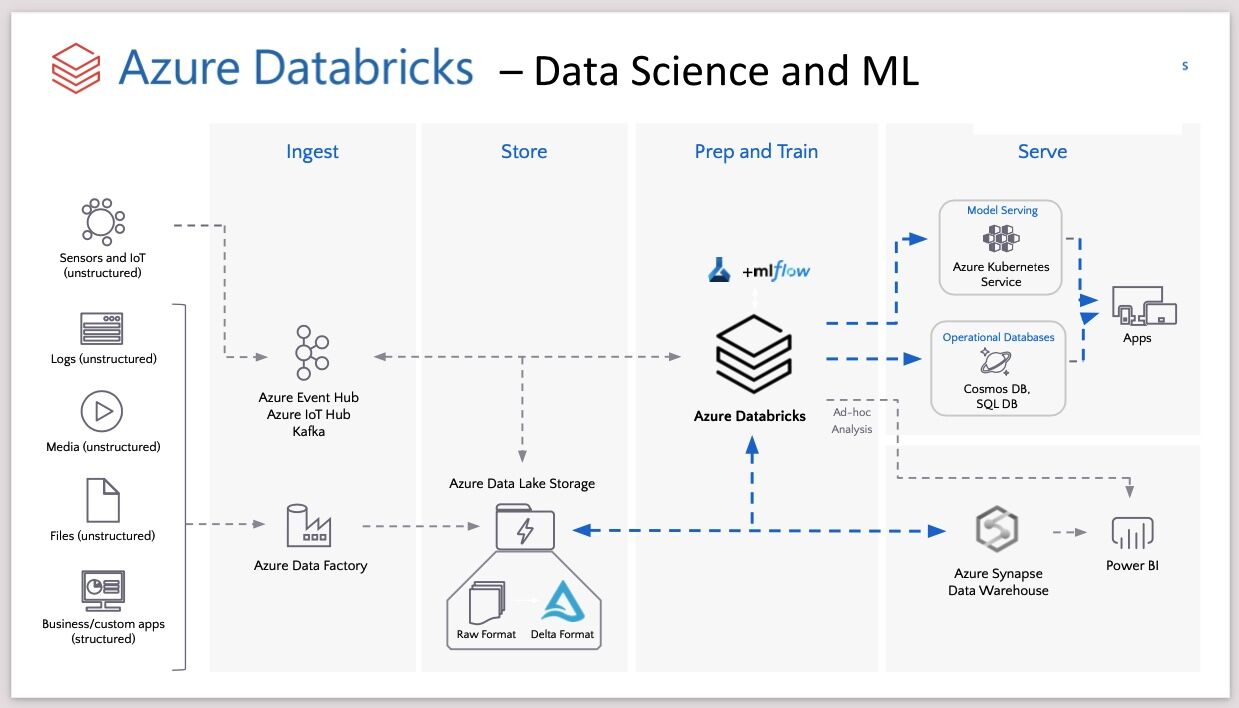 Azure Databricks – Data Science and ML
S
Ingest
Store
Prep and Train
Serve
Sensors and IoT
(unstructured)
Logs (unstructured)
Media (unstructured)
Files (unstructured)
Business/custom apps
(structured)
Azure Event Hub
Azure IoT Hub
Kafka
Azure Data Factory
Azure Data Lake Storage
Raw Format
Delta Format
+mlflow
Azure Databricks
Ad-hoc
Analysis
Model Serving
Azure Kubernetes
Service
Operational Databases
Cosmos DB,
SQL DB
Apps
Azure Synapse
Data Warehouse
Power BI